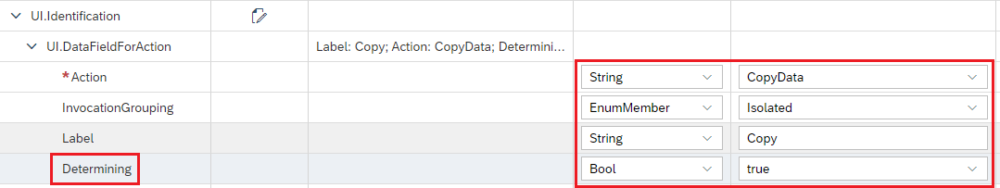 UI.Identification
UI.DataFieldForAction Label: Copy; Action: CopyData; Determini...
*Action String CopyData
InvocationGrouping EnumMember Isolated
Label String Copy
Determining Bool true